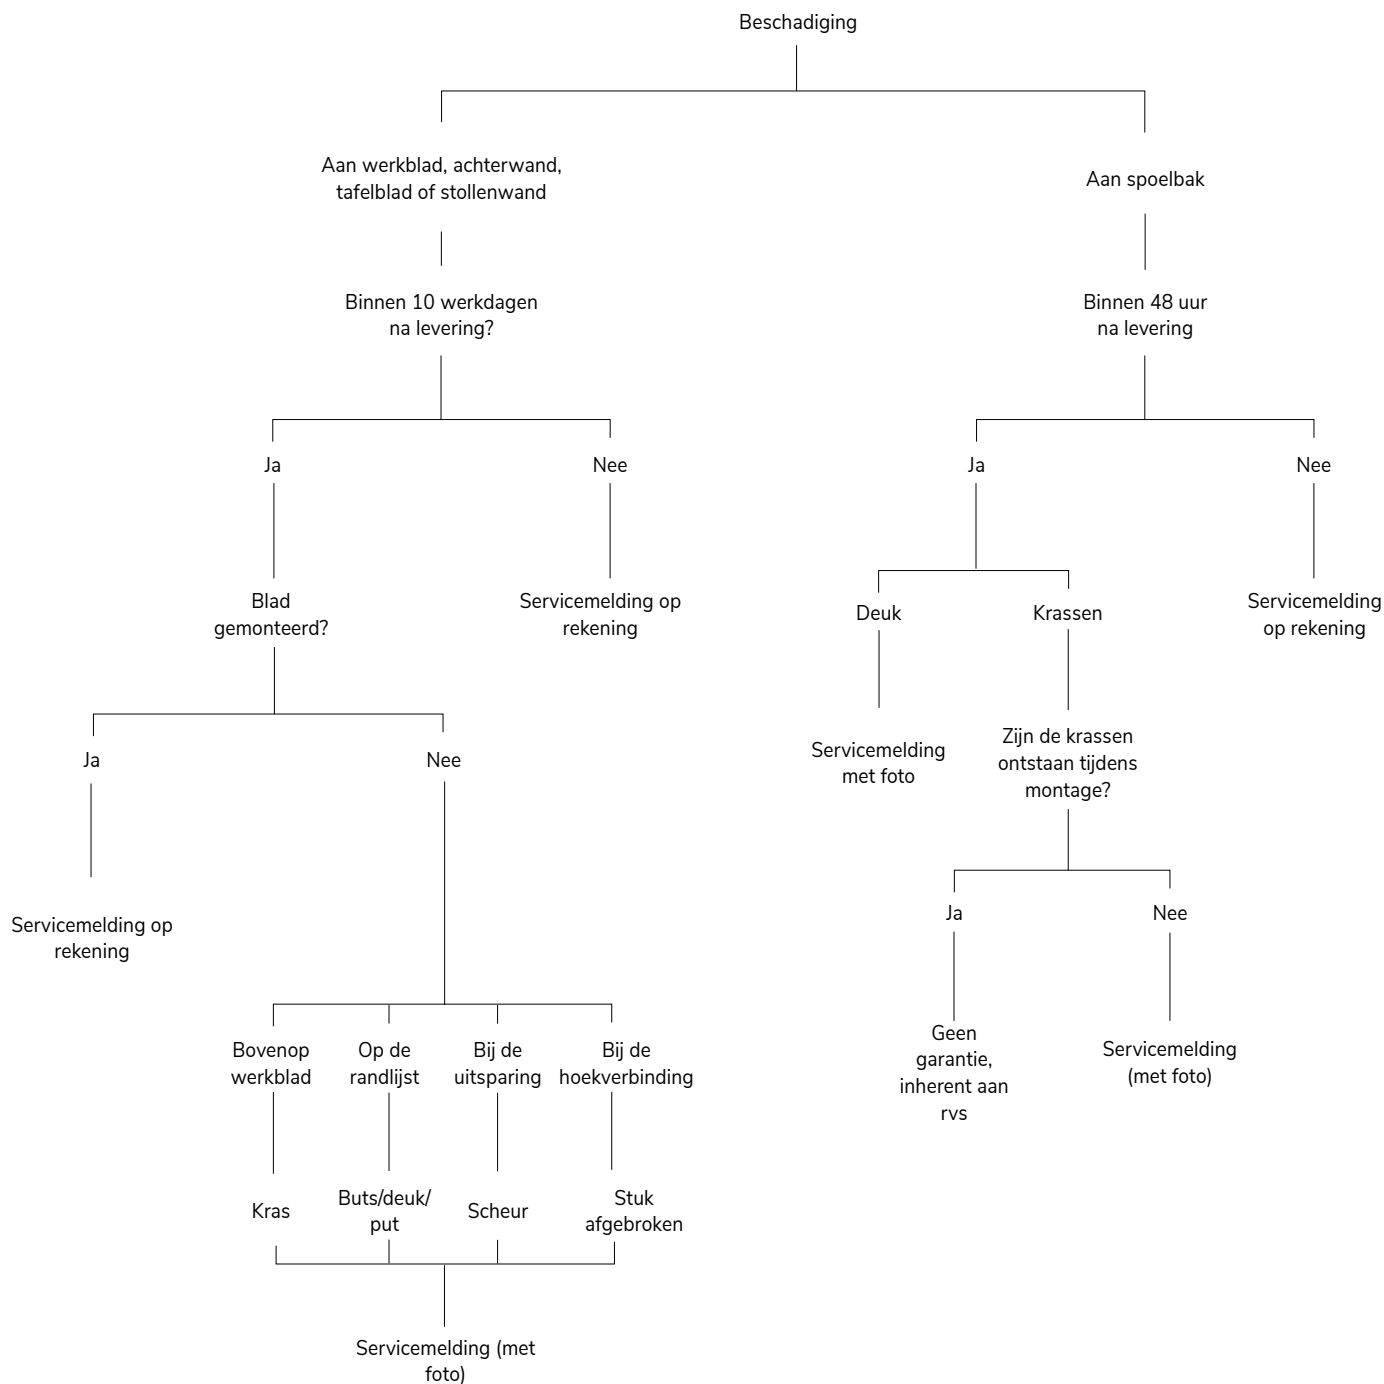 Beschadiging
Aan werkblad, achterwand,
tafelblad of stollenwand
Aan spoelbak
Binnen 10 werkdagen
na levering?
Binnen 48 uur
na levering
Ja
Nee
Ja
Nee
Blad
gemonteerd?
Servicemelding op
rekening
Deuk
Krassen
Servicemelding
op rekening
Ja
Nee
Servicemelding
met foto
Zijn de krassen
ontstaan tijdens
montage?
Servicemelding op
rekening
Ja
Nee
Bovenop
werkblad
Op de
randlijst
Bij de
uitsparing
Bij de
hoekverbinding
Geen
garantie,
inherent aan
rvs
Servicemelding
(met foto)
Kras
Buts/deuk/
put
Scheur
Stuk
afgebroken
Servicemelding (met
foto)